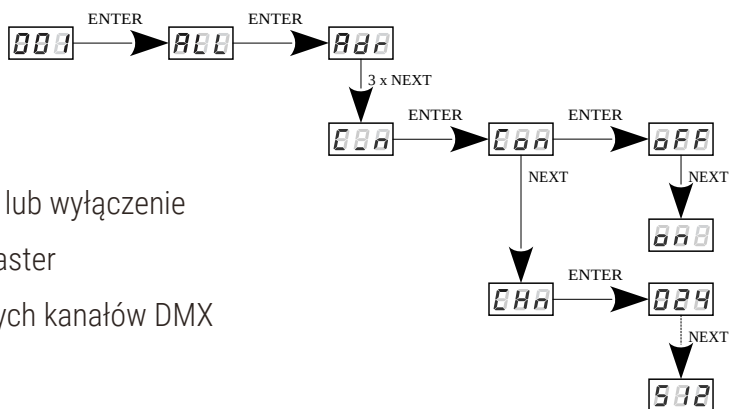 ENTER ENTER
001 ALL Adr
3 x NEXT
ENTER ENTER
C_n Con oFF
NEXT NEXT
lub wyłączenie
on
aster
ENTER
CHn 024
ych kanałów DMX
NEXT
512